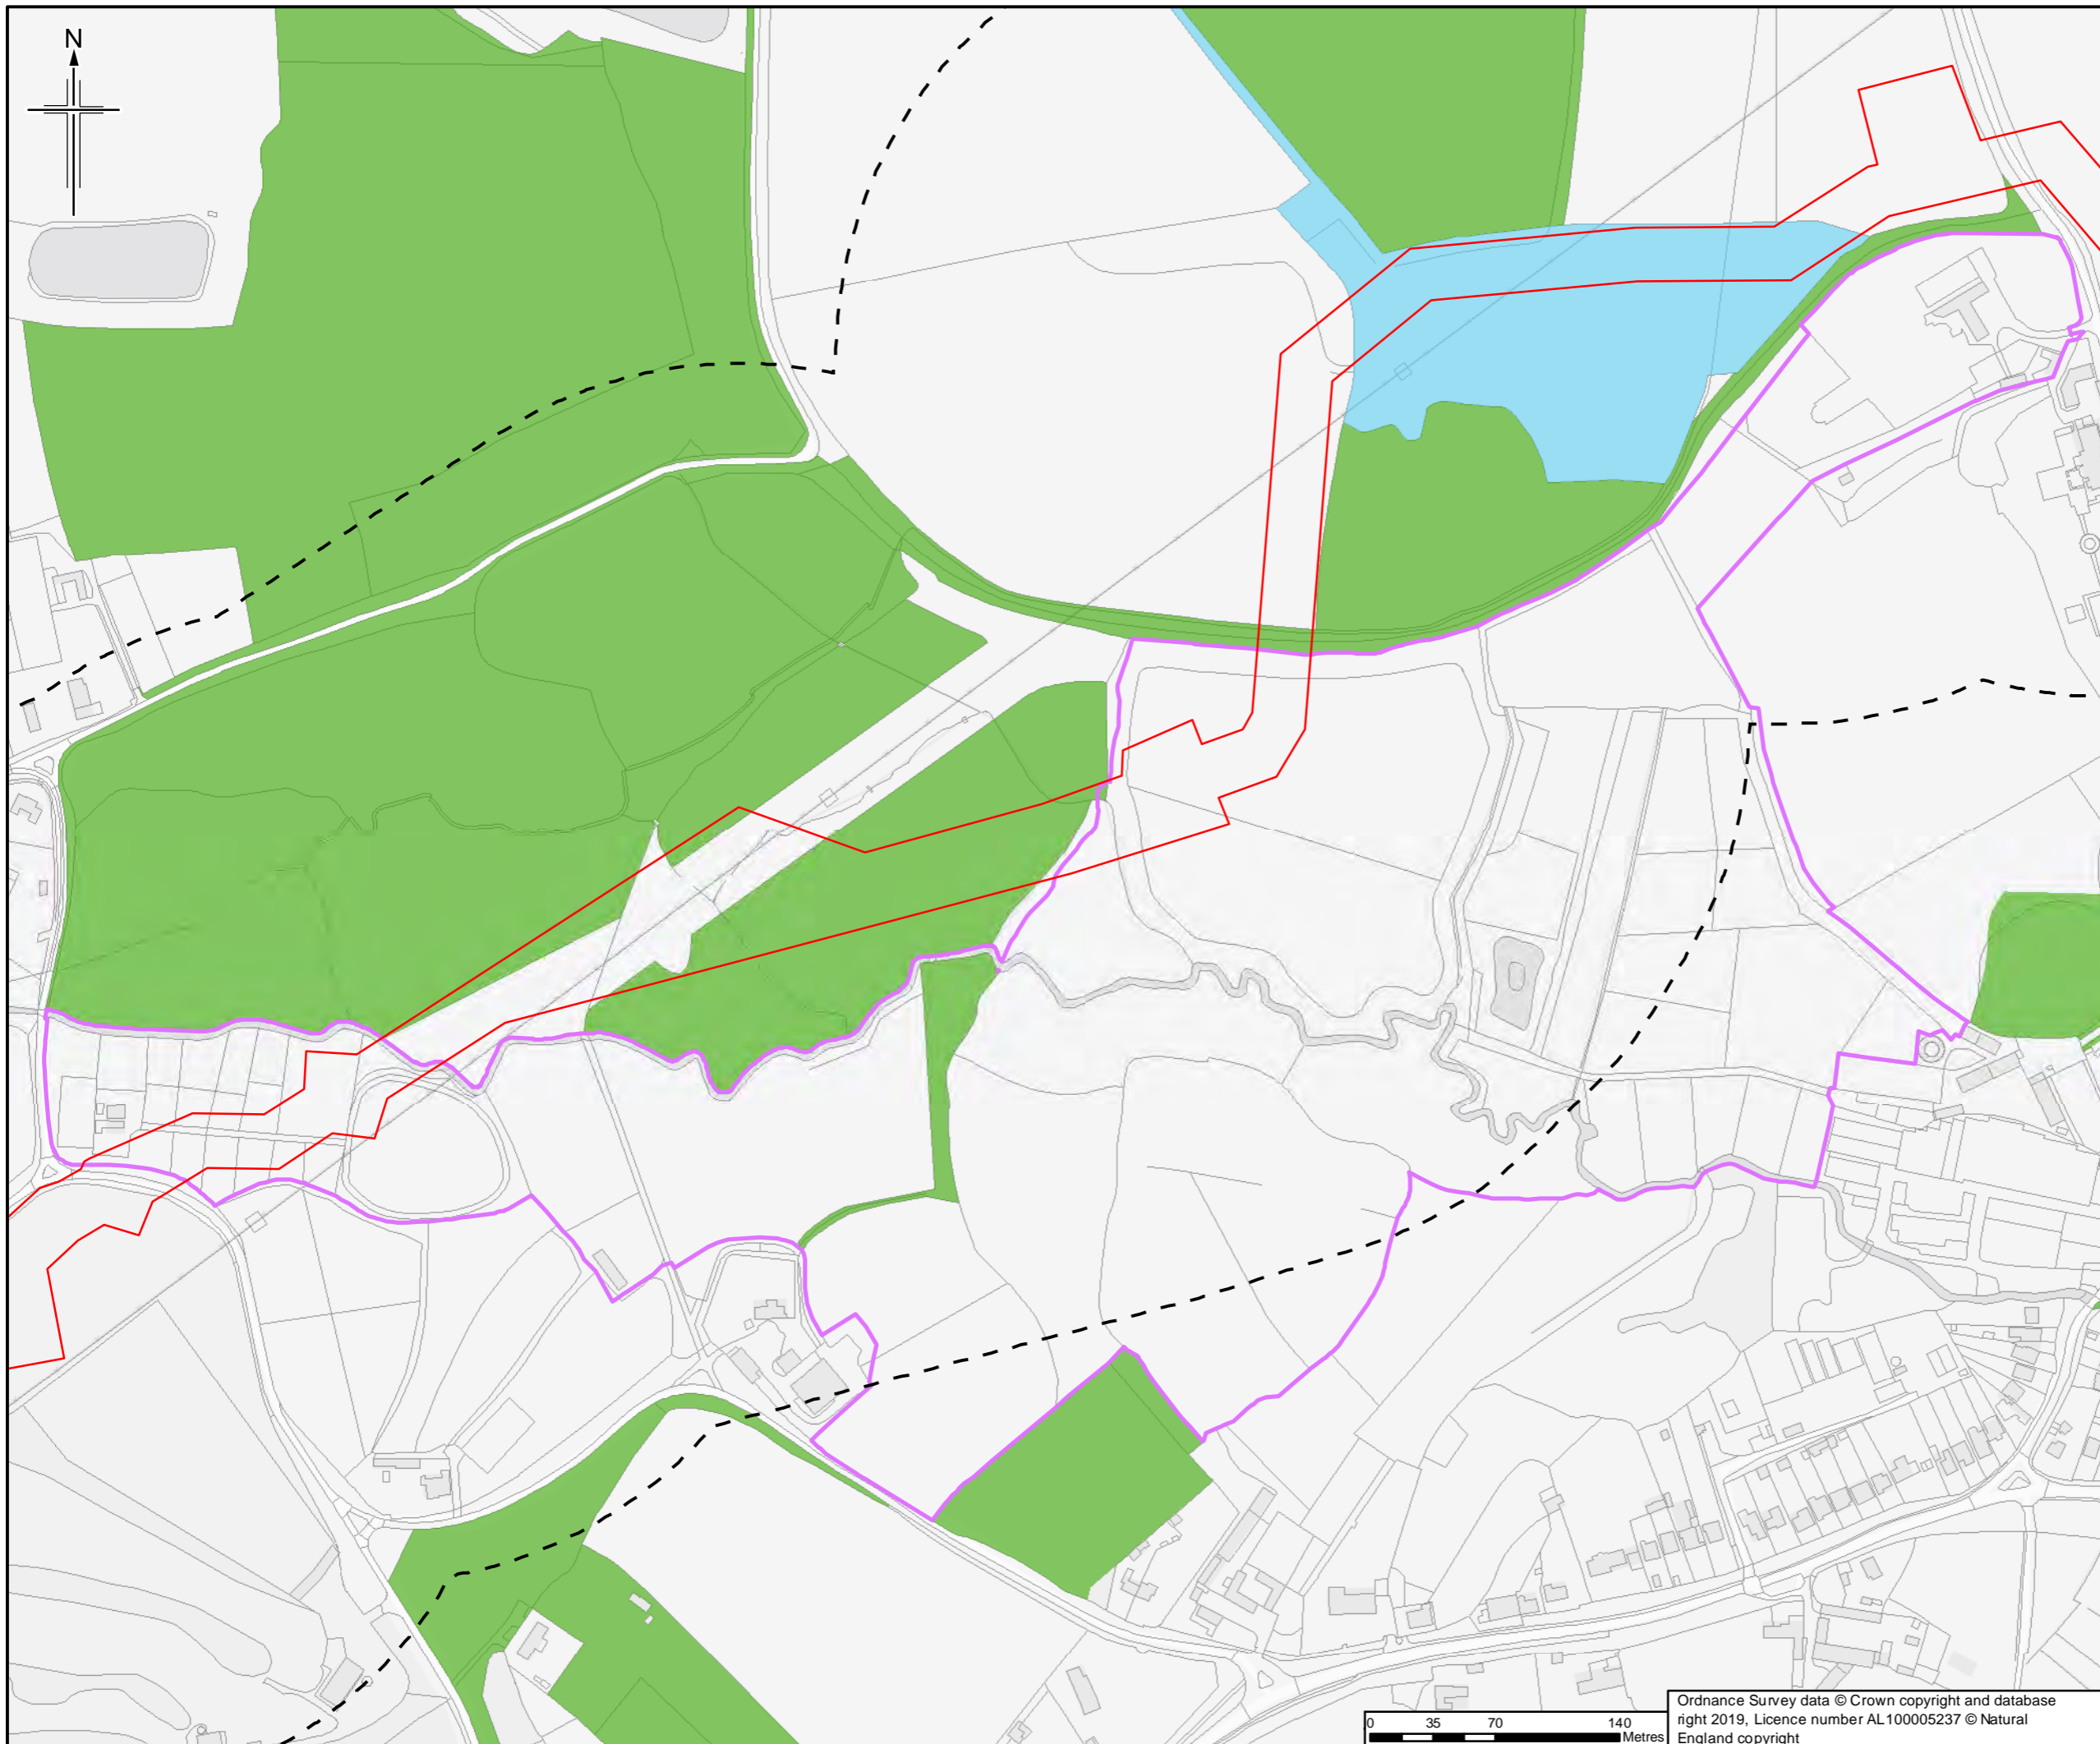 N
0 35 70 140
Metres
Ordnance Survey data © Crown copyright and database
right 2019, Licence number AL100005237 © Natural
England copyright